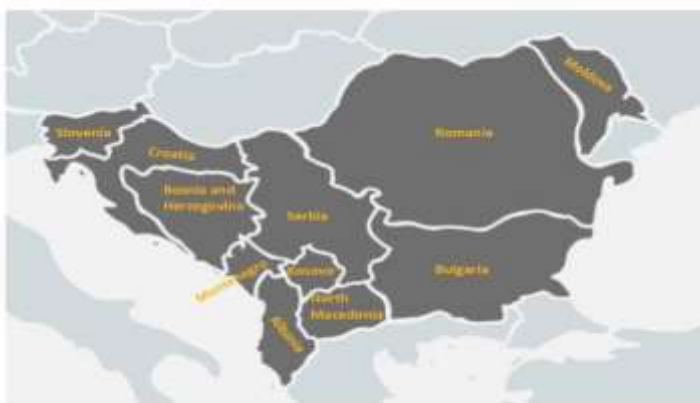 Moldova
Slovenia
Romania
Croatia
Bosnia and
Herzegovina
Serbia
Montenegro
Kosovo
Bulgaria
North
Macedonia
Albania